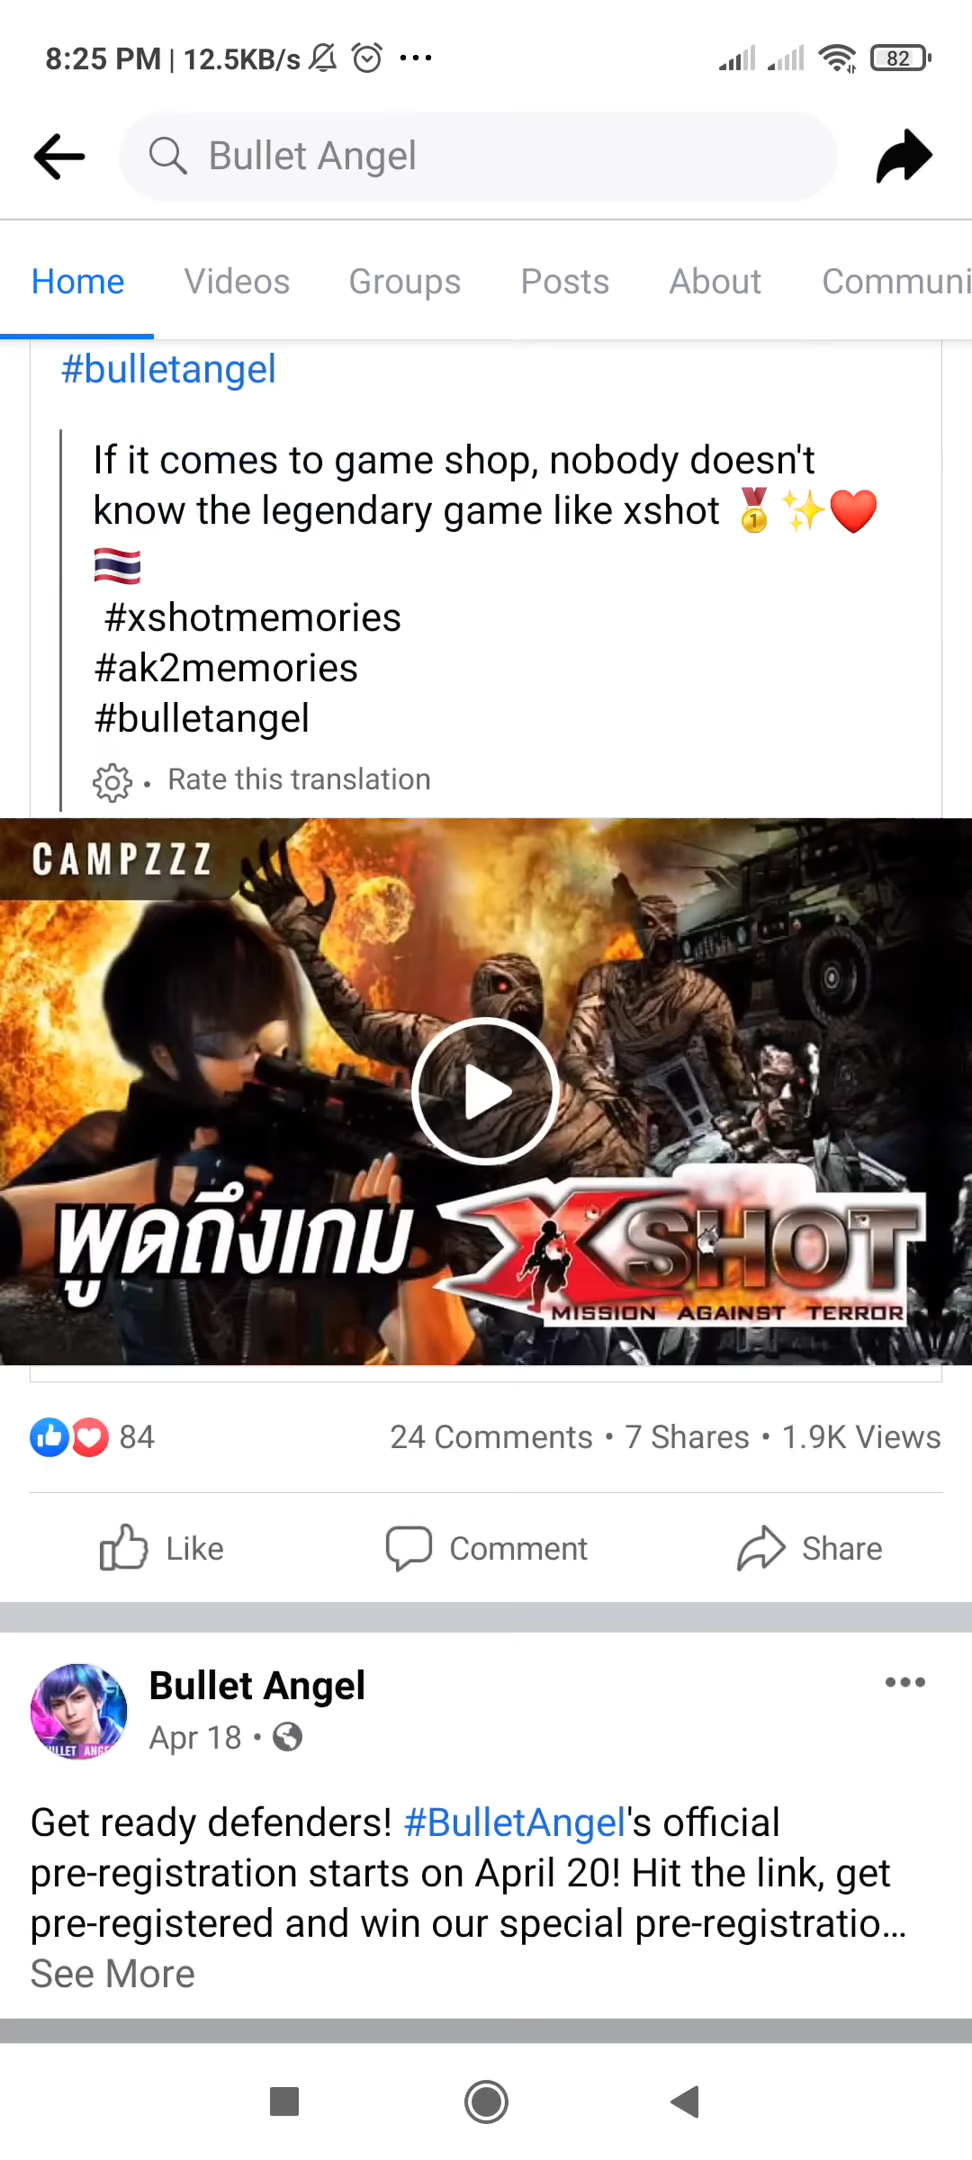 8:25 PM | 12.5KB/s
82
Bullet Angel
Home Videos Groups Posts About Communi
#bulletangel
If it comes to game shop, nobody doesn't
know the legendary game like xshot 🏅✨❤️
🇹🇭
#xshotmemories
#ak2memories
#bulletangel
· Rate this translation
CAMPZZZ
พูดถึงเกม XSHOT
MISSION AGAINST TERROR
84 24 Comments • 7 Shares • 1.9K Views
Like Comment Share
Bullet Angel
Apr 18 •
BULLET ANGEL
Get ready defenders! #BulletAngel's official
pre-registration starts on April 20! Hit the link, get
pre-registered and win our special pre-registratio...
See More